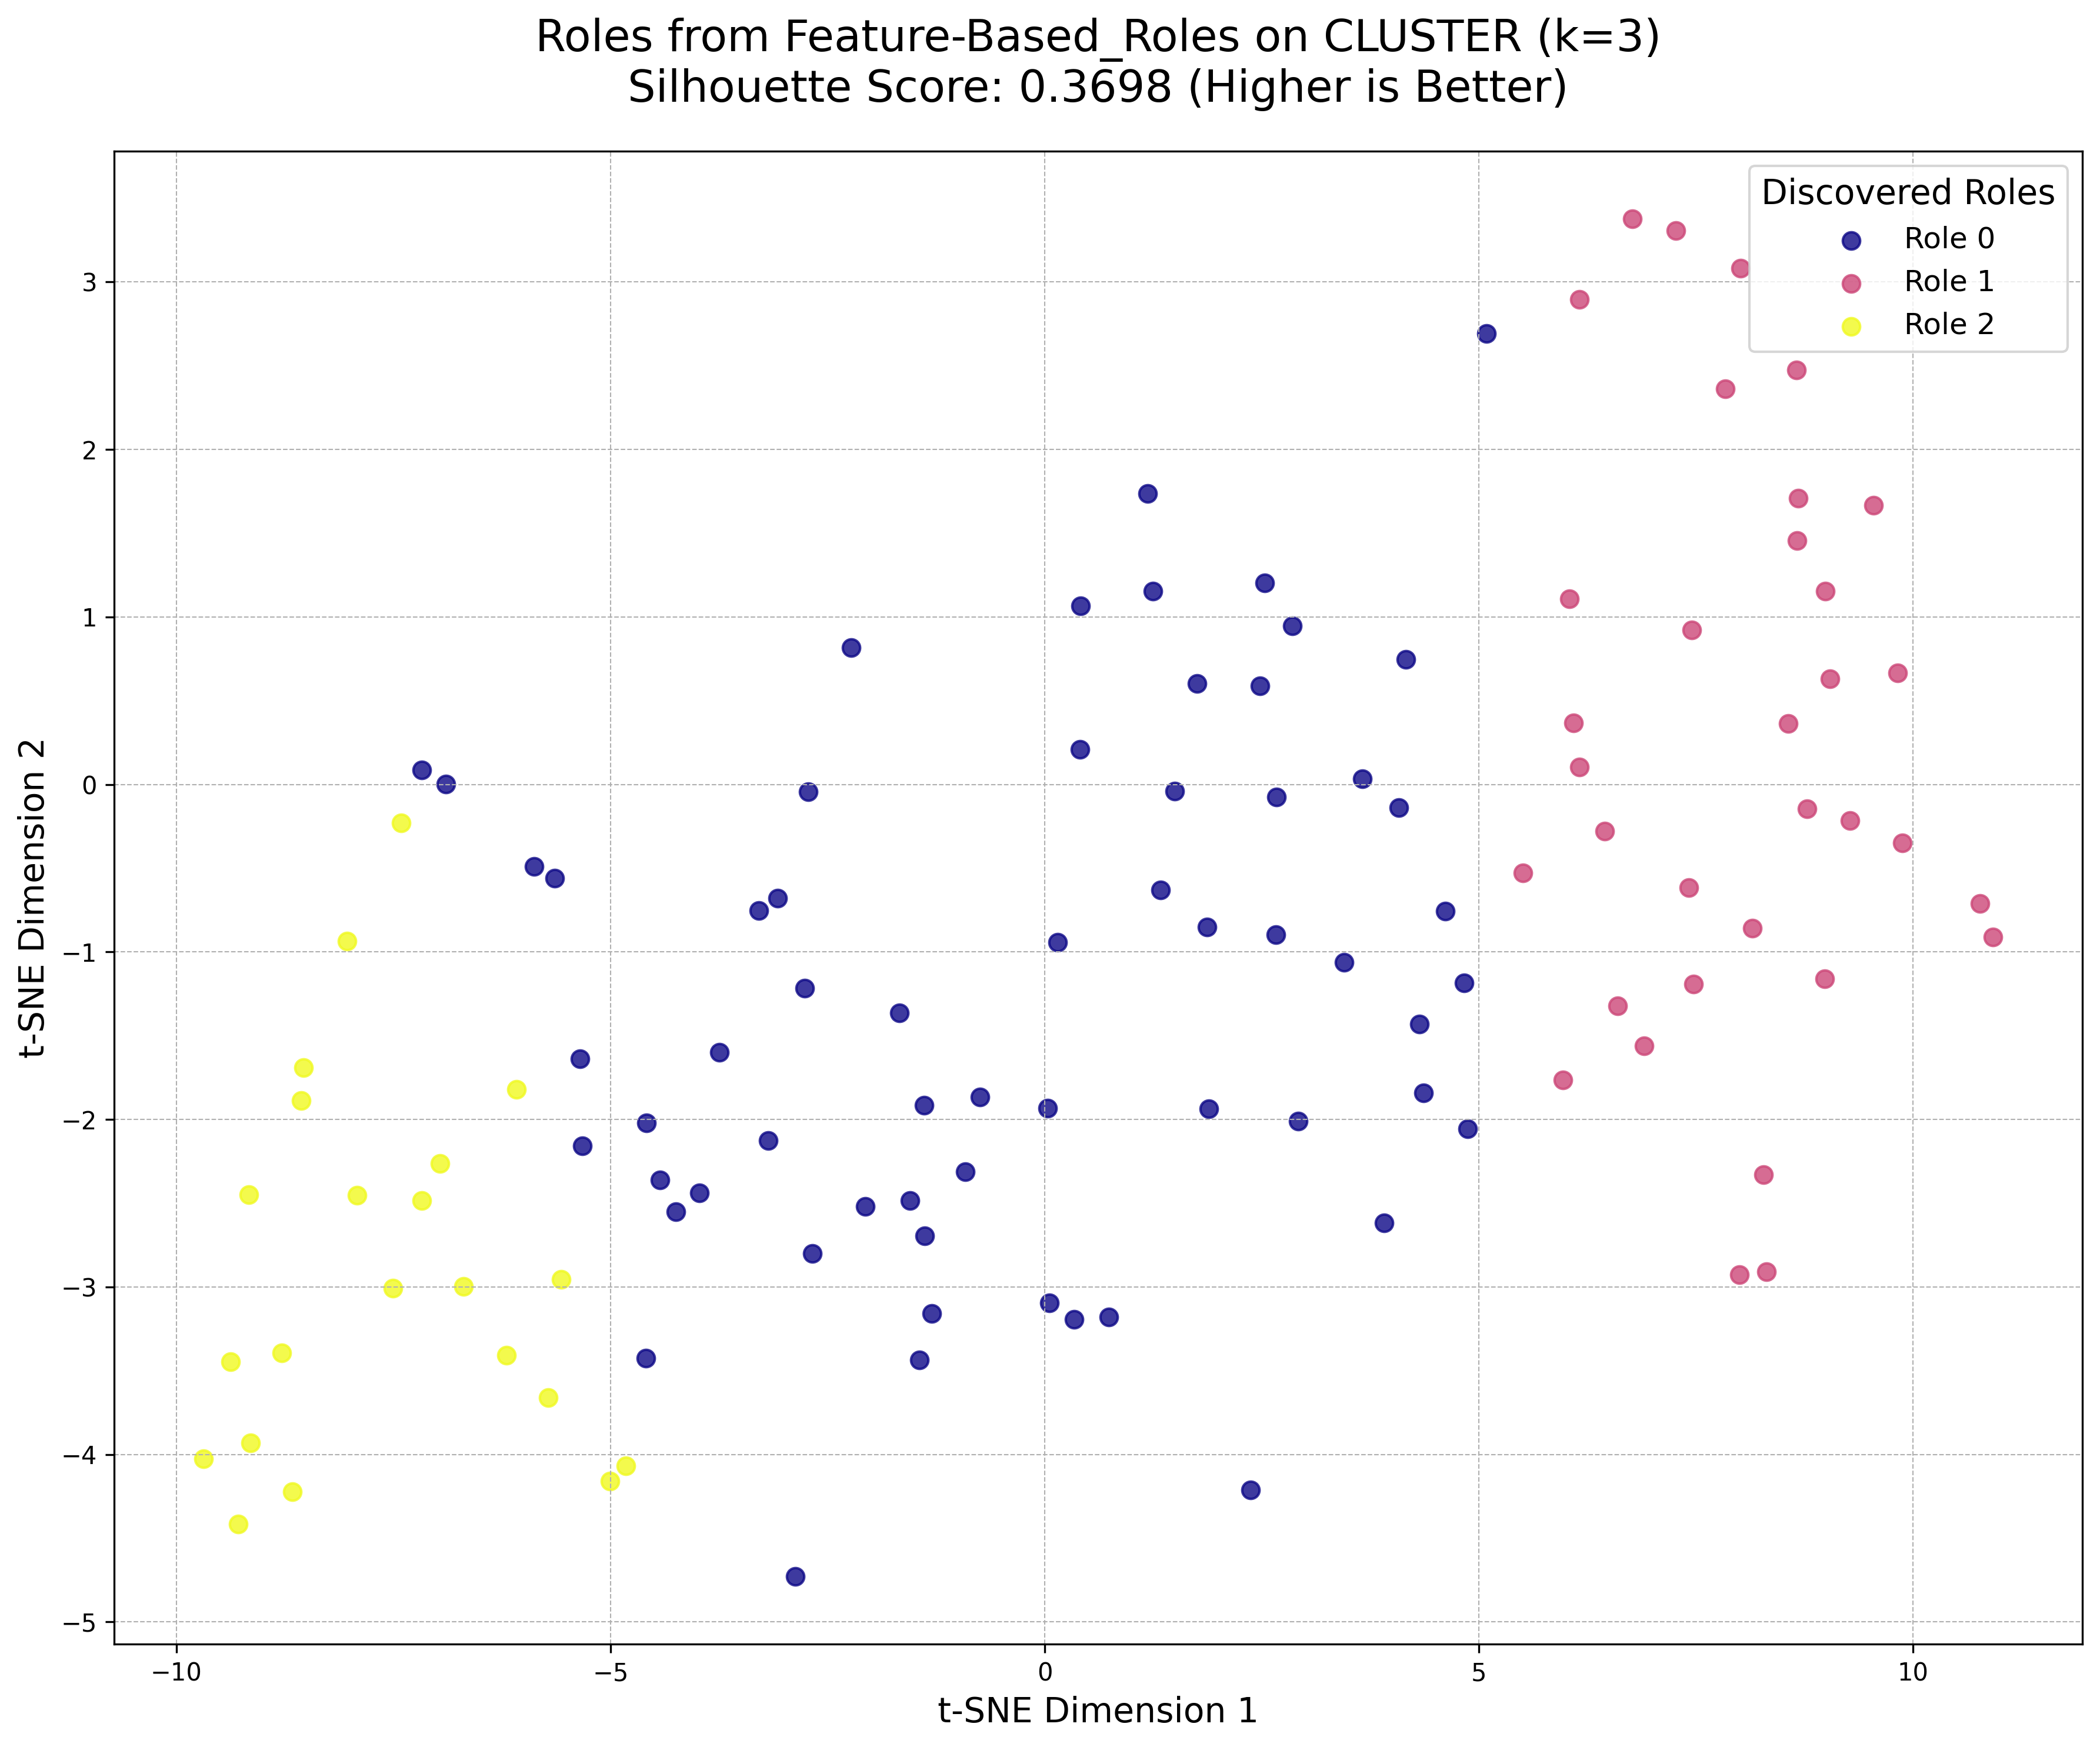 Roles from Feature-Based_Roles on CLUSTER (k=3)
Silhouette Score: 0.3698 (Higher is Better)
Discovered Roles
Role 0
Role 1
Role 2
t-SNE Dimension 2
3
2
1
0
−1
−2
−3
−4
−5
−10
−5
0
5
10
t-SNE Dimension 1